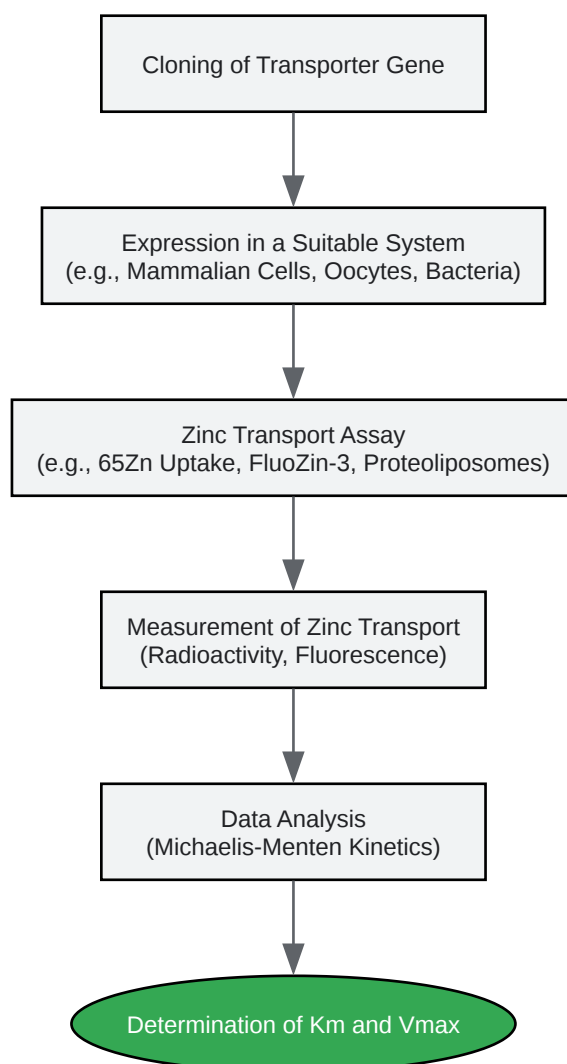 Cloning of Transporter Gene
Expression in a Suitable System
(e.g., Mammalian Cells, Oocytes, Bacteria)
Zinc Transport Assay
(e.g., 65Zn Uptake, FluoZin-3, Proteoliposomes)
Measurement of Zinc Transport
(Radioactivity, Fluorescence)
Data Analysis
(Michaelis-Menten Kinetics)
Determination of Km and Vmax